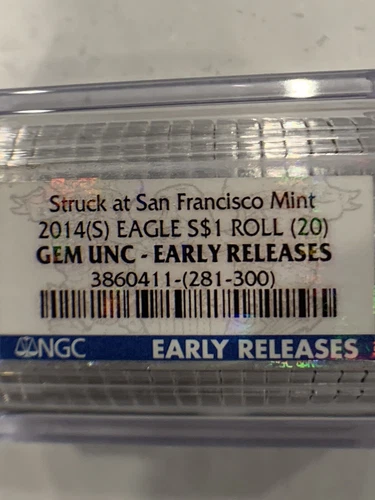 Struck at San Francisco Mint
2014(S) EAGLE S$1 ROLL (20)
GEM UNC - EARLY RELEASES
3860411-(281-300)
NGC EARLY RELEASES